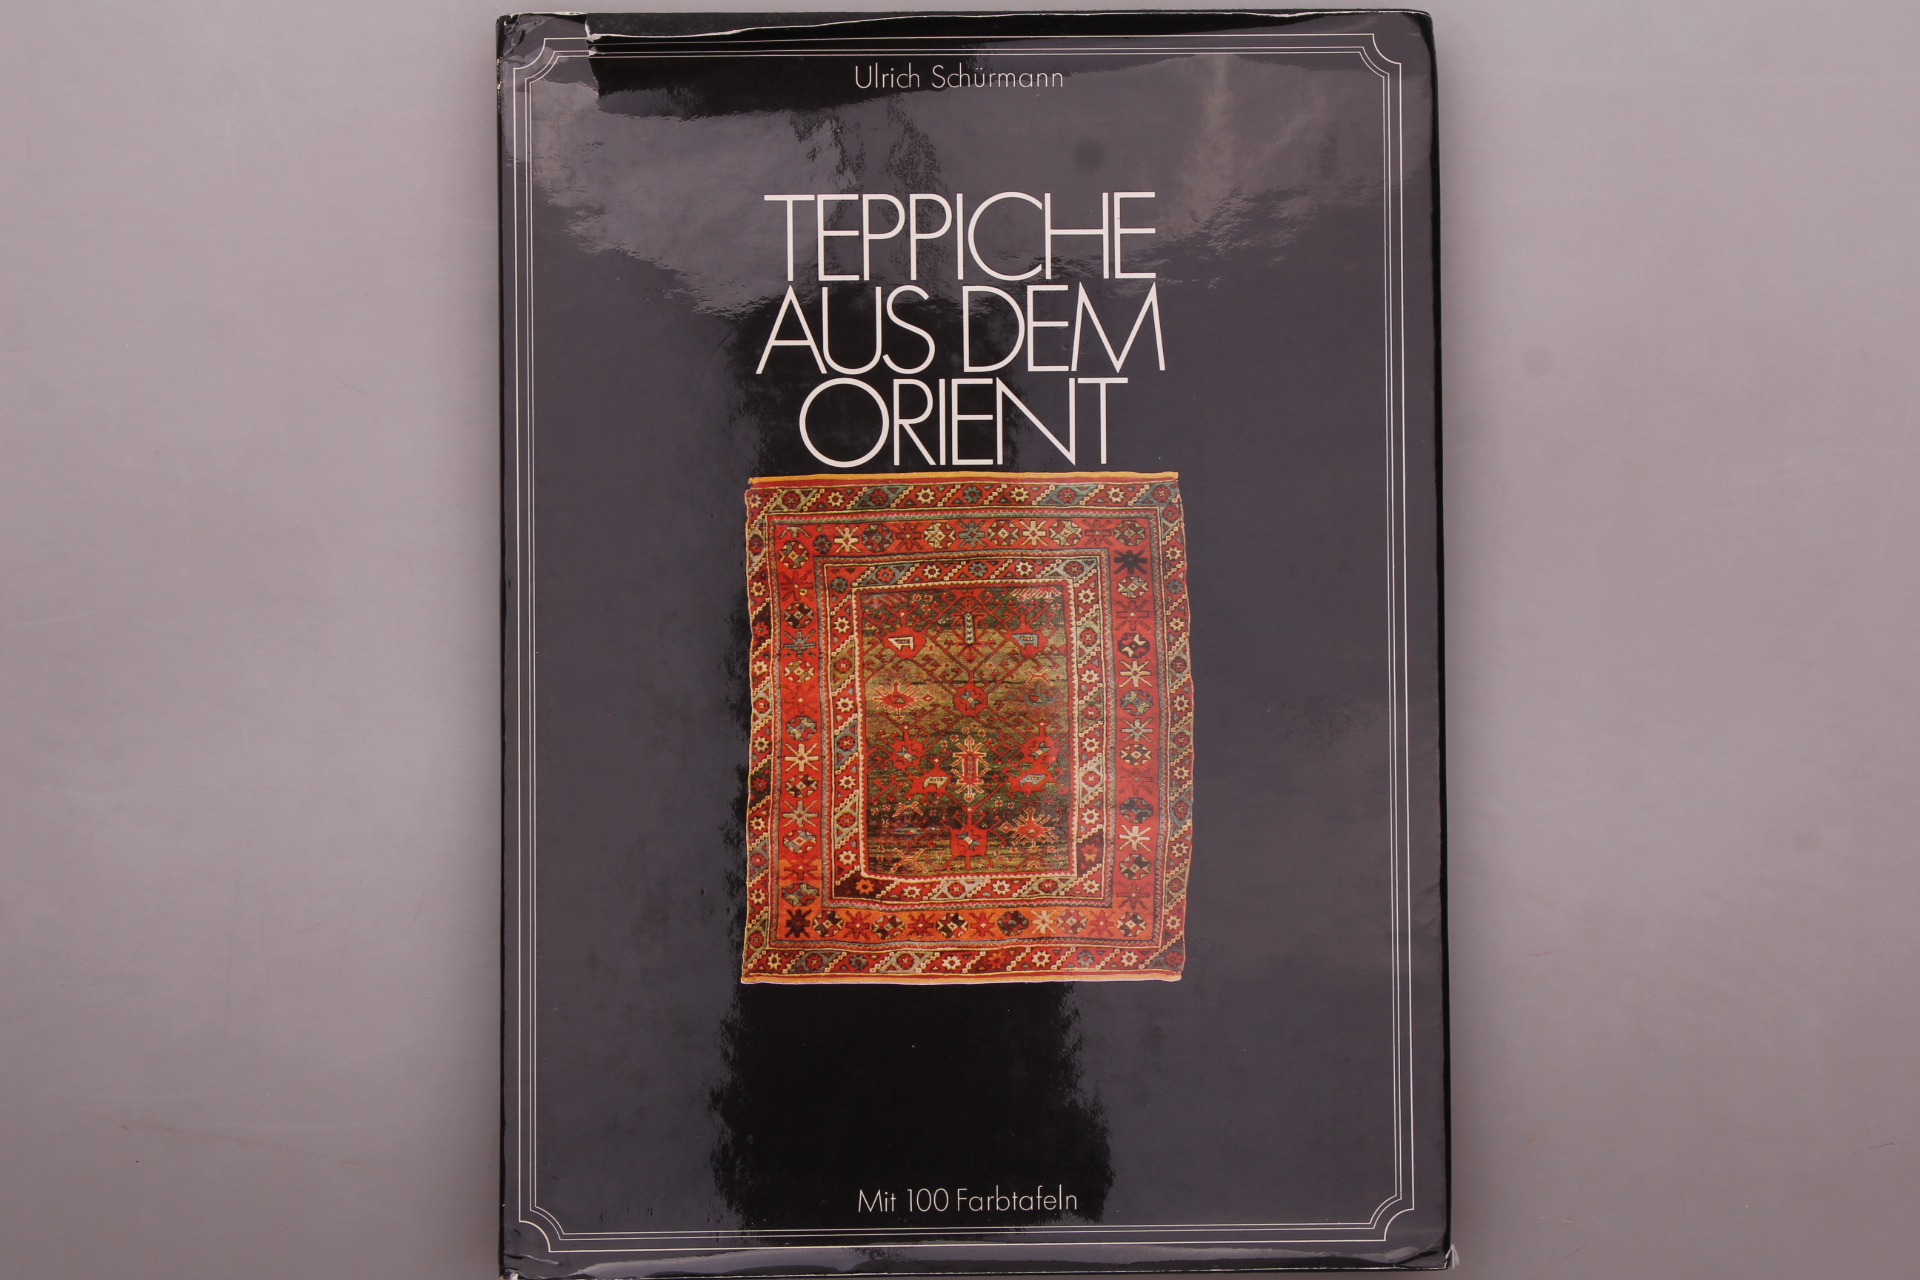 Ulrich Schürmann
TEPPICHE
AUS DEM
ORIENT
Mit 100 Farbtafeln